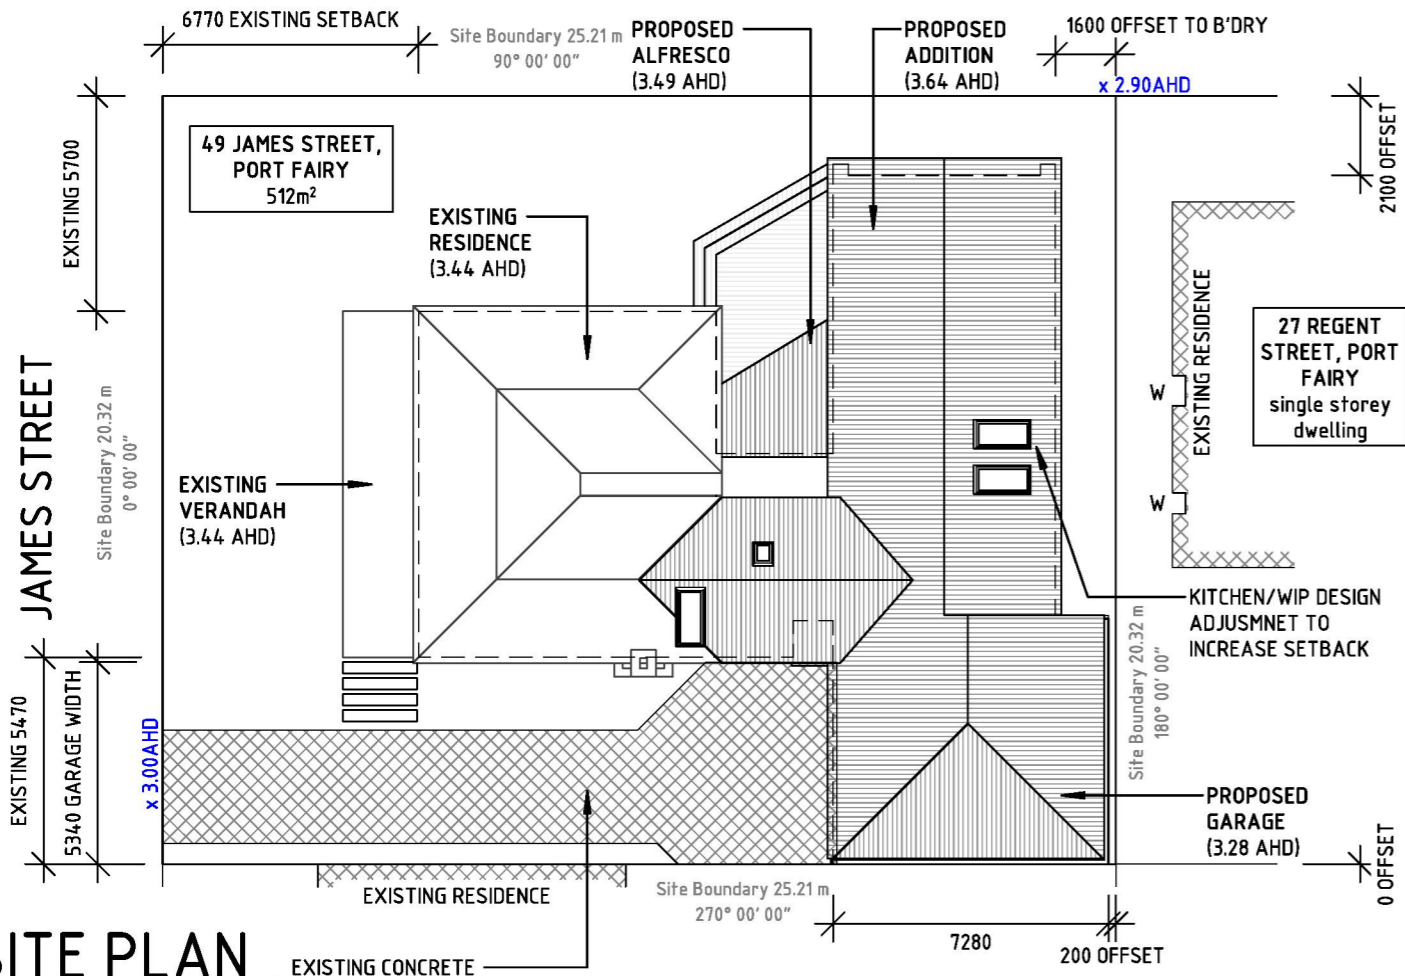 6770 EXISTING SETBACK
Site Boundary 25.21 m
90° 00' 00"
PROPOSED
ALFRESCO
(3.49 AHD)
PROPOSED
ADDITION
(3.64 AHD)
1600 OFFSET TO B'DRY
x 2.90AHD
2100 OFFSET
49 JAMES STREET,
PORT FAIRY
512m²
EXISTING 5700
EXISTING
RESIDENCE
(3.44 AHD)
EXISTING RESIDENCE
27 REGENT
STREET, PORT
FAIRY
single storey
dwelling
W
W
JAMES STREET
Site Boundary 20.32 m
0° 00' 00"
EXISTING
VERANDAH
(3.44 AHD)
KITCHEN/WIP DESIGN
ADJUSMNET TO
INCREASE SETBACK
Site Boundary 20.32 m
180° 00' 00"
EXISTING 5470
5340 GARAGE WIDTH
x 3.00AHD
PROPOSED
GARAGE
(3.28 AHD)
0 OFFSET
EXISTING RESIDENCE
Site Boundary 25.21 m
270° 00' 00"
7280
200 OFFSET
SITE PLAN
EXISTING CONCRETE